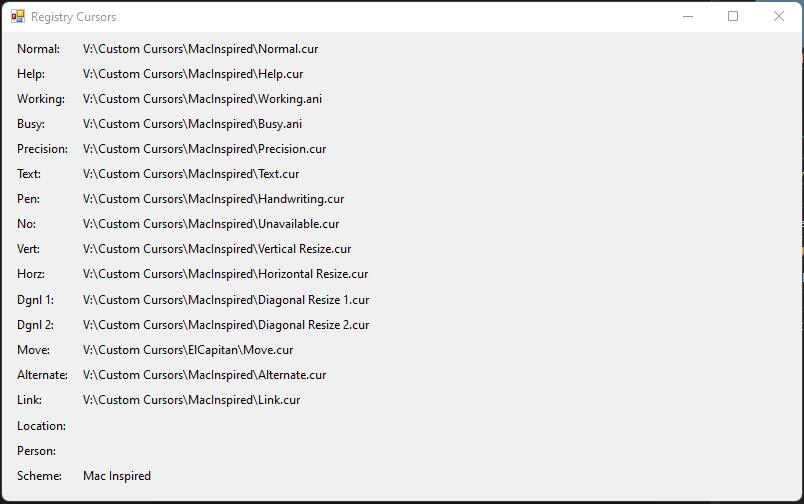 Registry Cursors
Normal: V:\Custom Cursors\MacInspired\Normal.cur
Help: V:\Custom Cursors\MacInspired\Help.cur
Working: V:\Custom Cursors\MacInspired\Working.ani
Busy: V:\Custom Cursors\MacInspired\Busy.ani
Precision: V:\Custom Cursors\MacInspired\Precision.cur
Text: V:\Custom Cursors\MacInspired\Text.cur
Pen: V:\Custom Cursors\MacInspired\Handwriting.cur
No: V:\Custom Cursors\MacInspired\Unavailable.cur
Vert: V:\Custom Cursors\MacInspired\Vertical Resize.cur
Horz: V:\Custom Cursors\MacInspired\Horizontal Resize.cur
Dgnl 1: V:\Custom Cursors\MacInspired\Diagonal Resize 1.cur
Dgnl 2: V:\Custom Cursors\MacInspired\Diagonal Resize 2.cur
Move: V:\Custom Cursors\ElCapitan\Move.cur
Alternate: V:\Custom Cursors\MacInspired\Alternate.cur
Link: V:\Custom Cursors\MacInspired\Link.cur
Location:
Person:
Scheme: Mac Inspired